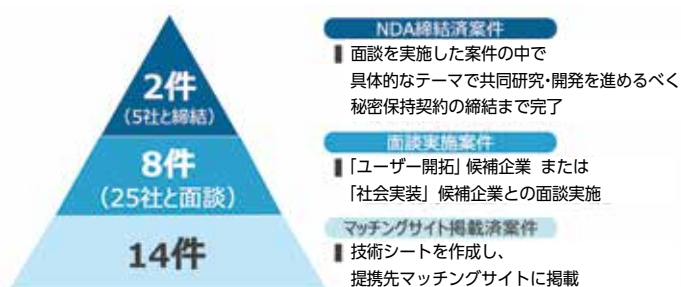 2件
（5社と締結）
8件
（25社と面談）
14件
NDA締結済案件
面談を実施した案件の中で
具体的なテーマで共同研究・開発を進めるべく
秘密保持契約の締結まで完了
面談実施案件
「ユーザー開拓」候補企業 または
「社会実装」候補企業との面談実施
マッチングサイト掲載済案件
技術シートを作成し、
提携先マッチングサイトに掲載